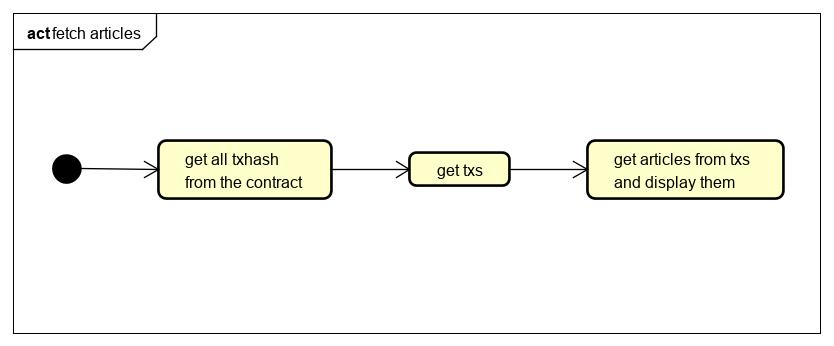 act fetch articles
get all txhash
from the contract
get txs
get articles from txs
and display them